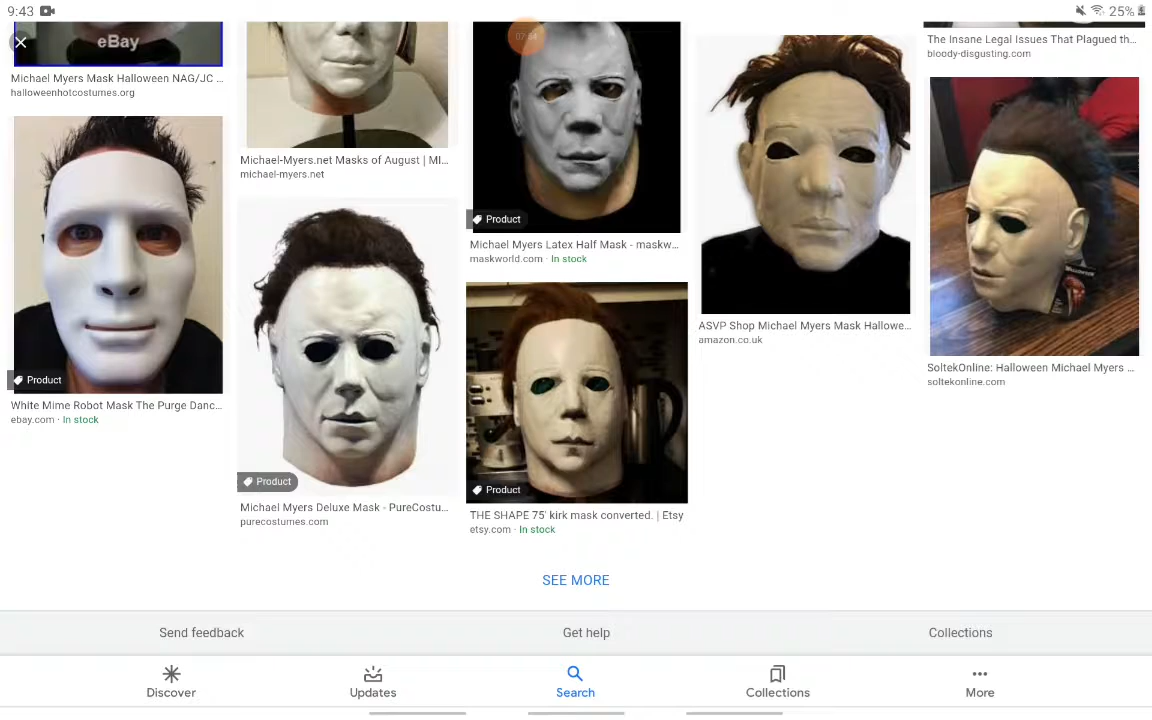 9:43
25%
eBay
07:54
Michael Myers Mask Halloween NAG/JC ...
halloweenhotcostumes.org
Product
White Mime Robot Mask The Purge Danc...
ebay.com · In stock
Michael-Myers.net Masks of August | MI...
michael-myers.net
Product
Michael Myers Deluxe Mask - PureCostu...
purecostumes.com
Product
Michael Myers Latex Half Mask - maskw...
maskworld.com · In stock
Product
THE SHAPE 75' kirk mask converted. | Etsy
etsy.com · In stock
ASVP Shop Michael Myers Mask Hallowe...
amazon.co.uk
The Insane Legal Issues That Plagued th...
bloody-disgusting.com
SoltekOnline: Halloween Michael Myers ...
soltekonline.com
SEE MORE
Send feedback
Get help
Collections
Discover
Updates
Search
Collections
More